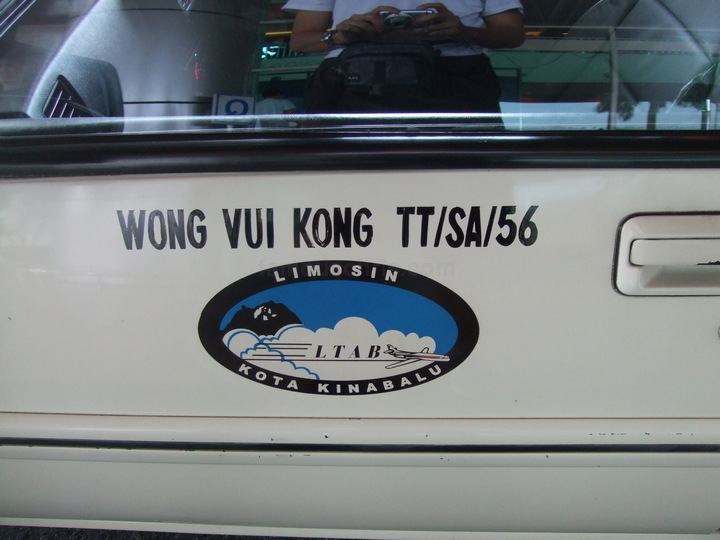 WONG VUI KONG TT/SA/56
LIMOSIN
LTAB
KOTA KINABALU